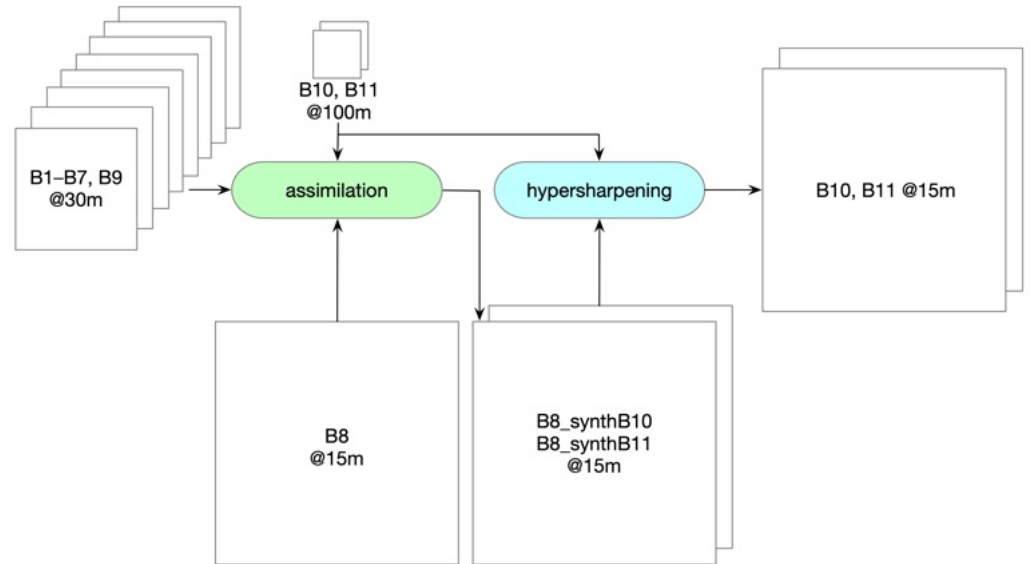 B10, B11
@100m
B1–B7, B9
@30m
assimilation
hypersharpening
B10, B11 @15m
B8
@15m
B8_synthB10
B8_synthB11
@15m